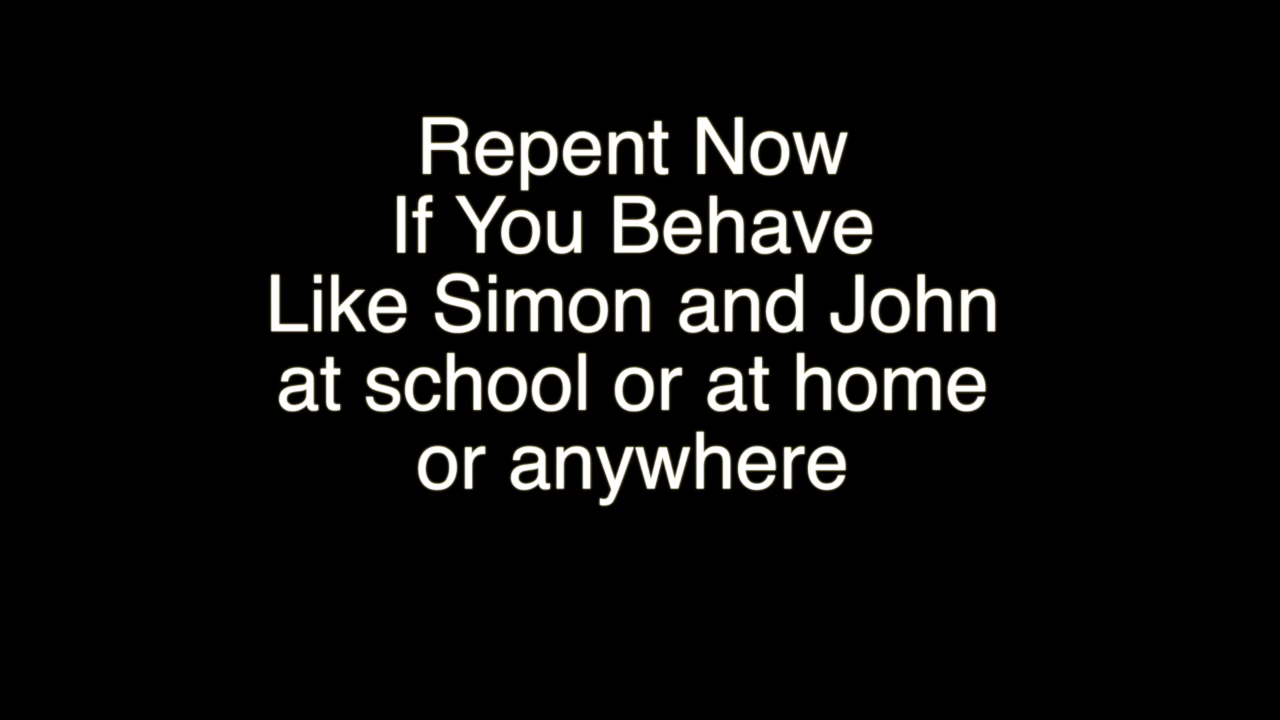 Repent Now
If You Behave
Like Simon and John
at school or at home
or anywhere